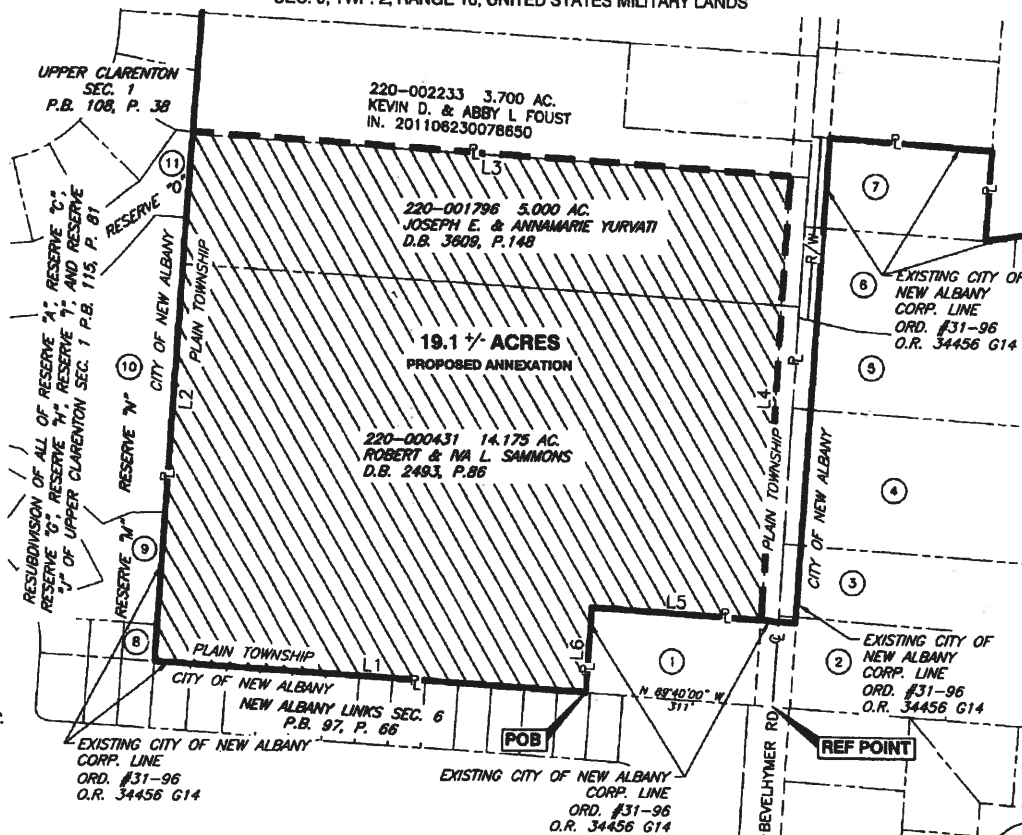 SEC. 6, TWP. 2, RANGE 16, UNITED STATES MILITARY LANDS
UPPER CLARENTON
SEC. 1
P.B. 108, P. 38
220-002233 3.700 AC.
KEVIN D. & ABBY L FOUST
IN. 201106230078650
P
L
L3
11
RESERVE "O"
7
220-001796 5.000 AC.
JOSEPH E. & ANNAMARIE YURVATI
D.B. 3609, P.148
R/W
6
EXISTING CITY OF
NEW ALBANY
CORP. LINE
ORD. #31-96
O.R. 34456 G14
RESUBDIVISION OF ALL OF RESERVE "A", RESERVE "C",
RESERVE "G", RESERVE "H", RESERVE "I", AND RESERVE
"J" OF UPPER CLARENTON SEC. 1 P.B. 115, P. 81
CITY OF NEW ALBANY
PLAIN TOWNSHIP
19.1 +/- ACRES
PROPOSED ANNEXATION
10
RESERVE "N"
L2
L4
5
220-000431 14.175 AC.
ROBERT & IVA L. SAMMONS
D.B. 2493, P.86
4
PLAIN TOWNSHIP
CITY OF NEW ALBANY
9
RESERVE "M"
3
L5
8
PLAIN TOWNSHIP
L1
CITY OF NEW ALBANY
L6
1
N 89°40'00" W
311'
2
EXISTING CITY OF
NEW ALBANY
CORP. LINE
ORD. #31-96
O.R. 34456 G14
NEW ALBANY LINKS SEC. 6
P.B. 97, P. 66
POB
REF POINT
BEVELHYMER RD.
EXISTING CITY OF NEW ALBANY
CORP. LINE
ORD. #31-96
O.R. 34456 G14
EXISTING CITY OF NEW ALBANY
CORP. LINE
ORD. #31-96
O.R. 34456 G14